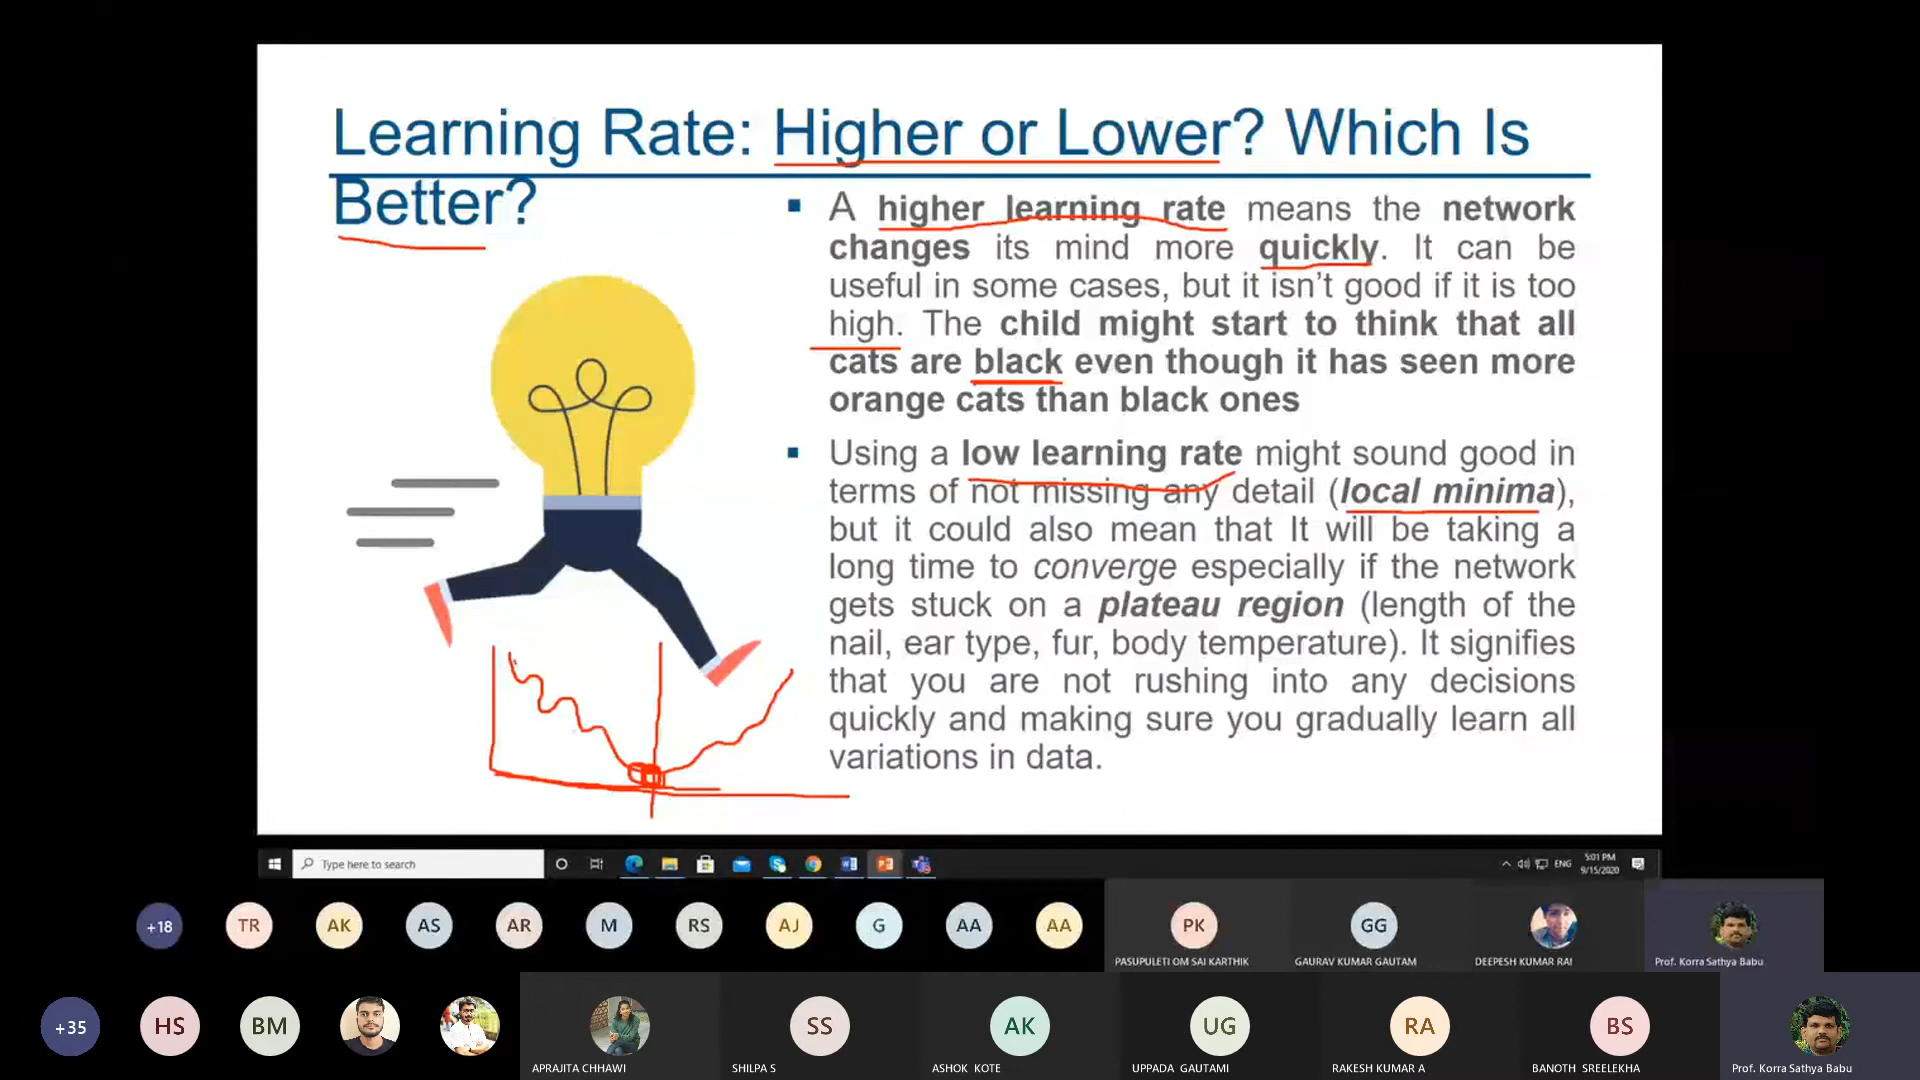 Learning Rate: Higher or Lower? Which Is
Better?
▪ A higher learning rate means the network
changes its mind more quickly. It can be
useful in some cases, but it isn't good if it is too
high. The child might start to think that all
cats are black even though it has seen more
orange cats than black ones
▪ Using a low learning rate might sound good in
terms of not missing any detail (local minima),
but it could also mean that It will be taking a
long time to converge especially if the network
gets stuck on a plateau region (length of the
nail, ear type, fur, body temperature). It signifies
that you are not rushing into any decisions
quickly and making sure you gradually learn all
variations in data.
Type here to search
ENG
5:01 PM
9/15/2020
+18 TR AK AS AR M RS AJ G AA AA PK GG
PASUPULETI OM SAI KARTHIK GAURAV KUMAR GAUTAM DEEPESH KUMAR RAI Prof. Korra Sathya Babu
+35 HS BM SS AK UG RA BS
APRAJITA CHHAWI SHILPA S ASHOK KOTE UPPADA GAUTAMI RAKESH KUMAR A BANOTH SREELEKHA Prof. Korra Sathya Babu